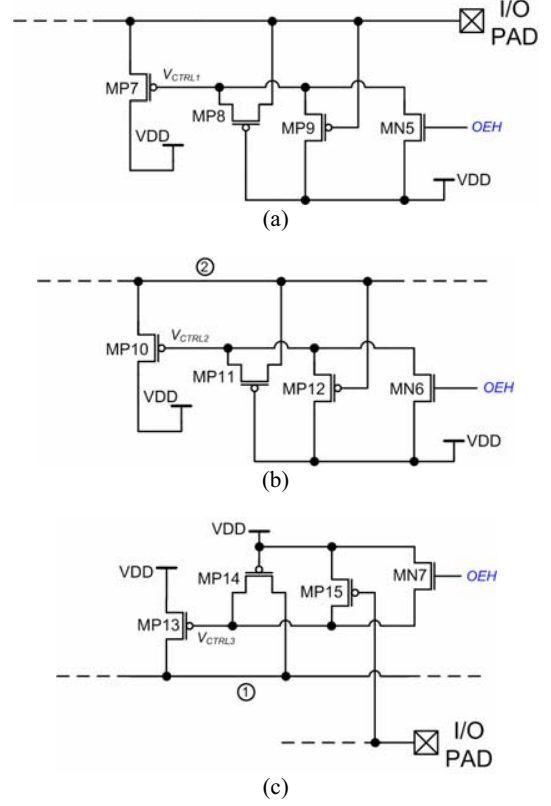 I/O
PAD
MP7
VCTRL1
MP8
MP9
MN5
OEH
VDD
VDD
(a)
2
MP10
VCTRL2
MP11
MP12
MN6
OEH
VDD
VDD
(b)
VDD
VDD
MP14
MP15
MN7
OEH
MP13
VCTRL3
1
I/O
PAD
(c)